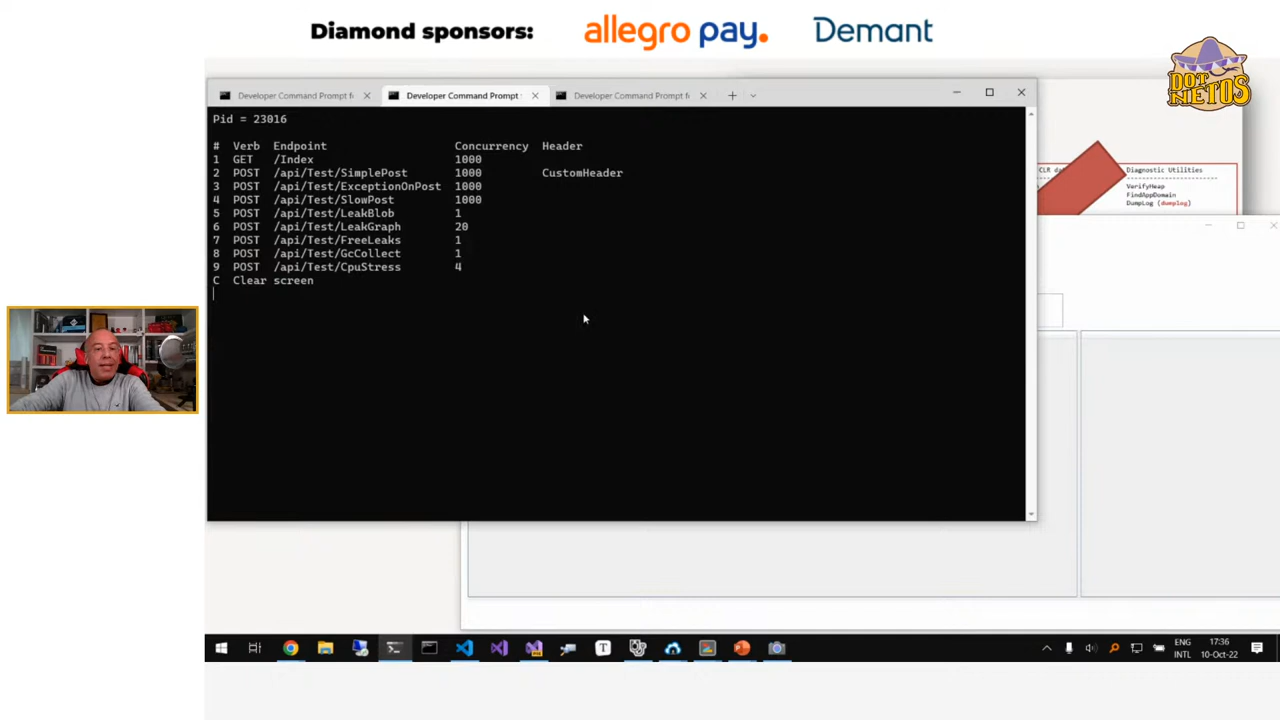 Diamond sponsors: allegro pay. Demant
DOT NETOS
Developer Command Prompt f Developer Command Prompt Developer Command Prompt f
Pid = 23016
# Verb Endpoint Concurrency Header
1 GET /Index 1000
2 POST /api/Test/SimplePost 1000 CustomHeader
3 POST /api/Test/ExceptionOnPost 1000
4 POST /api/Test/SlowPost 1000
5 POST /api/Test/LeakBlob 1
6 POST /api/Test/LeakGraph 20
7 POST /api/Test/FreeLeaks 1
8 POST /api/Test/GcCollect 1
9 POST /api/Test/CpuStress 4
C Clear screen
CLR da Diagnostic Utilities
VerifyHeap
FindAppDomain
DumpLog (dumplog)
ENG 17:36
INTL 10-Oct-22